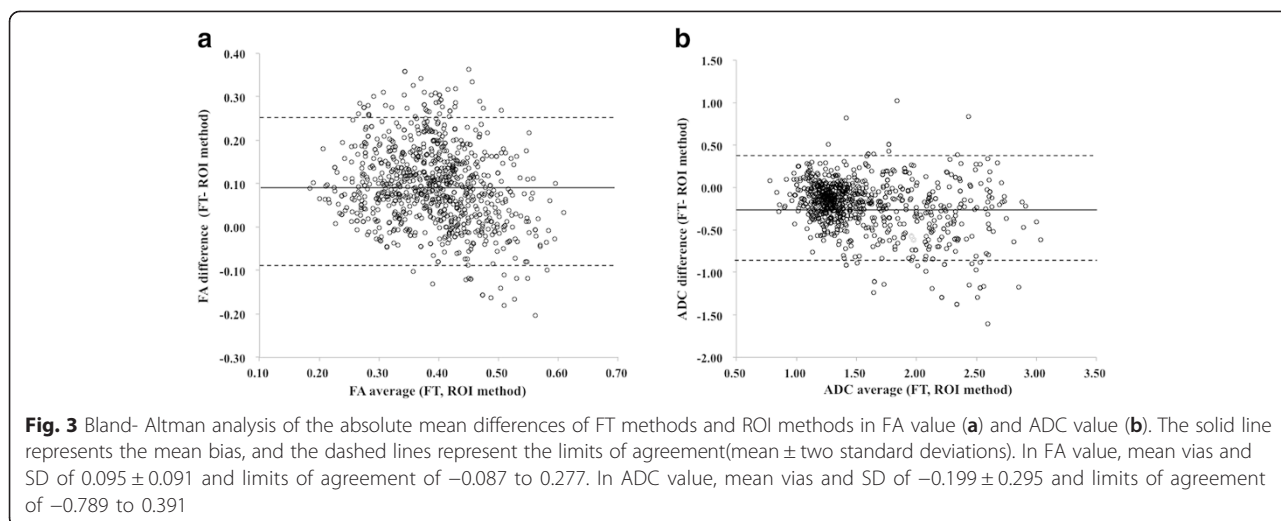 a
b
0.40
0.30
0.20
0.10
0.00
-0.10
-0.20
-0.30
FA difference (FT- ROI method)
0.10 0.20 0.30 0.40 0.50 0.60 0.70
FA average (FT, ROI method)
1.50
1.00
0.50
0.00
-0.50
-1.00
-1.50
-2.00
ADC difference (FT- ROI method)
0.50 1.00 1.50 2.00 2.50 3.00 3.50
ADC average (FT, ROI method)
Fig. 3 Bland- Altman analysis of the absolute mean differences of FT methods and ROI methods in FA value (a) and ADC value (b). The solid line
represents the mean bias, and the dashed lines represent the limits of agreement(mean ± two standard deviations). In FA value, mean vias and
SD of 0.095 ± 0.091 and limits of agreement of −0.087 to 0.277. In ADC value, mean vias and SD of −0.199 ± 0.295 and limits of agreement
of −0.789 to 0.391